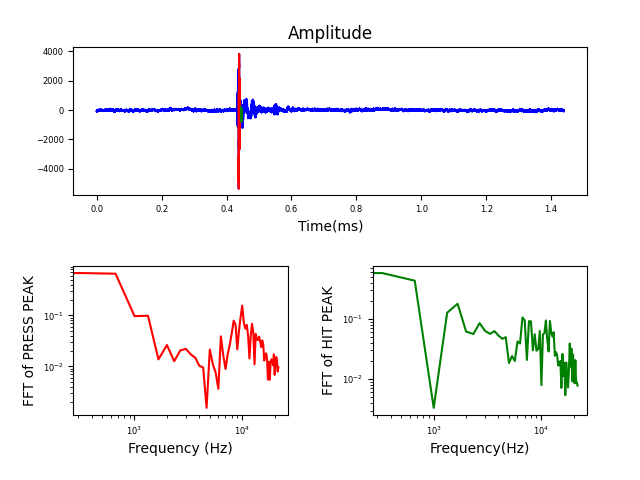 Amplitude
4000
2000
0
−2000
−4000
0.0 0.2 0.4 0.6 0.8 1.0 1.2 1.4
Time(ms)
FFT of PRESS PEAK
10⁻¹
10⁻²
10³ 10⁴
Frequency (Hz)
FFT of HIT PEAK
10⁻¹
10⁻²
10³ 10⁴
Frequency(Hz)